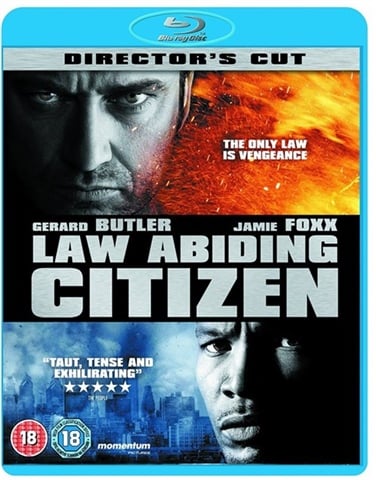 Blu-ray Disc
DIRECTOR'S CUT
THE ONLY LAW
IS VENGEANCE
GERARD BUTLER JAMIE FOXX
LAW ABIDING
CITIZEN
"TAUT, TENSE AND
EXHILARATING"
★★★★★
THE PEOPLE
18 18 momentum
PICTURES